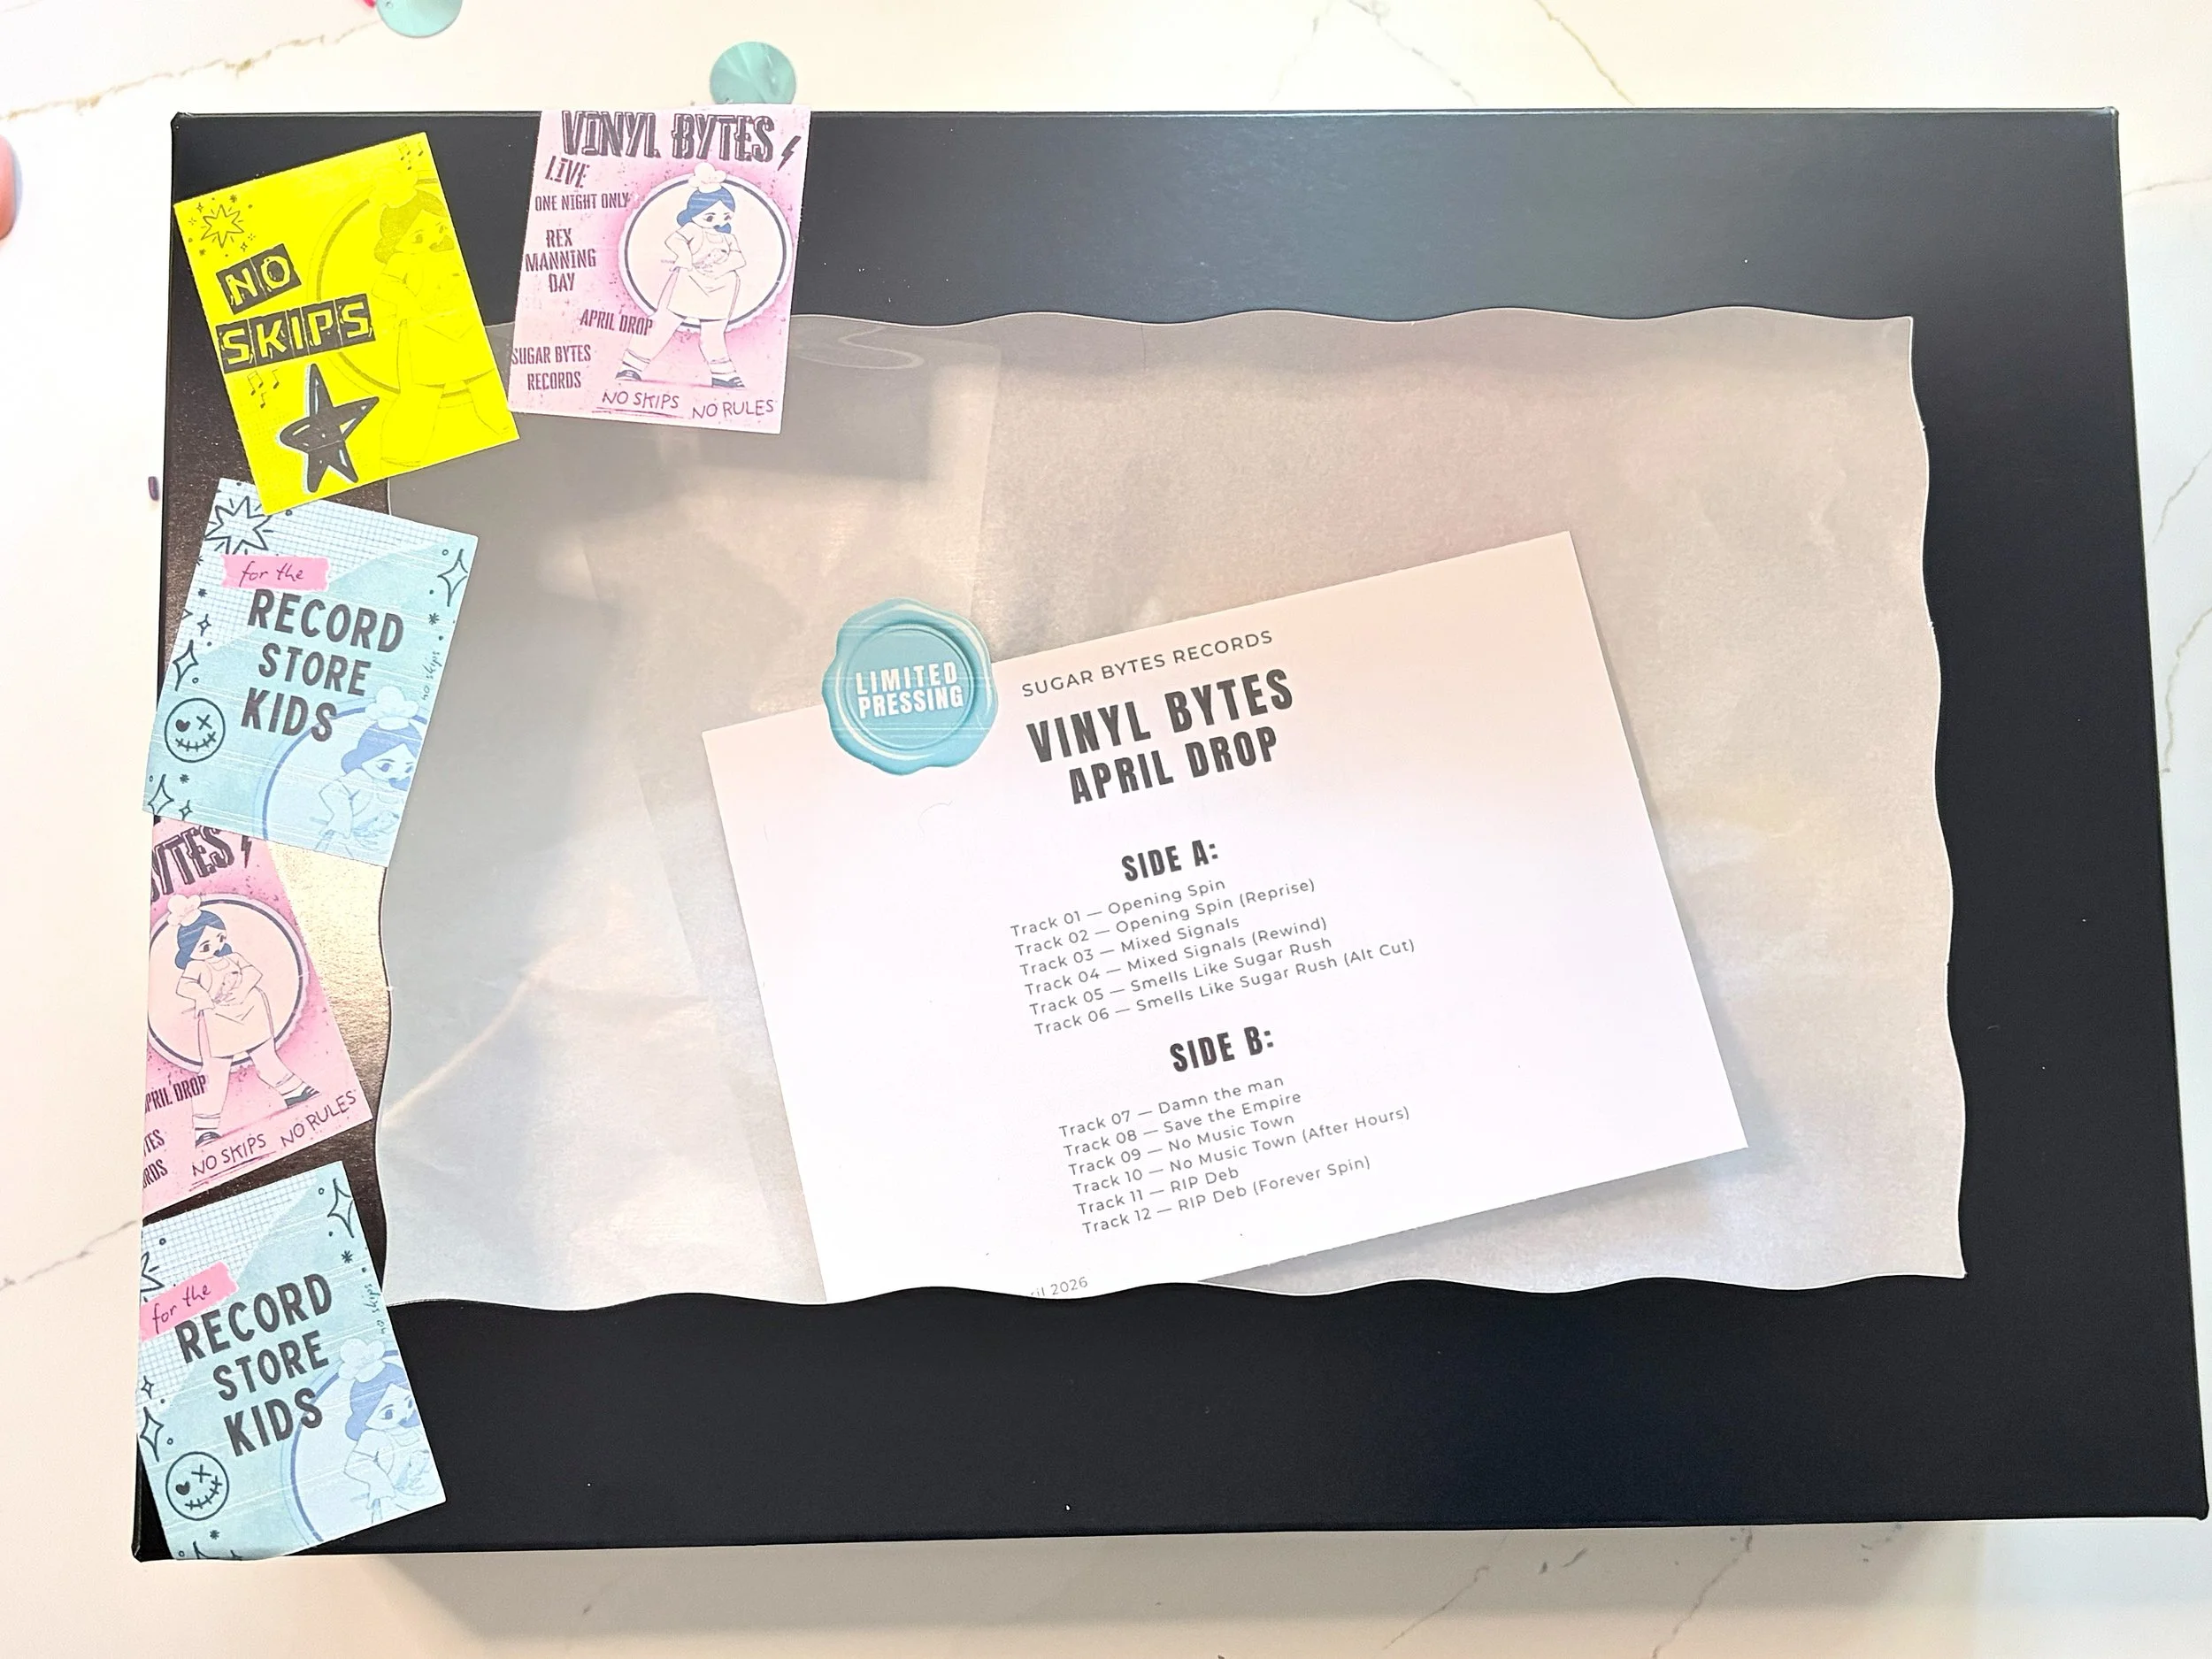 NO
SKIPS
VINYL BYTES
LIVE
ONE NIGHT ONLY
REX
MANNING
DAY
APRIL DROP
SUGAR BYTES
RECORDS
NO SKIPS NO RULES
for the
RECORD
STORE
KIDS
no skips
BYTES
APRIL DROP
NO SKIPS NO RULES
for the
RECORD
STORE
KIDS
no skips
LIMITED
PRESSING
SUGAR BYTES RECORDS
VINYL BYTES
APRIL DROP
SIDE A:
Track 01 — Opening Spin
Track 02 — Opening Spin (Reprise)
Track 03 — Mixed Signals
Track 04 — Mixed Signals (Rewind)
Track 05 — Smells Like Sugar Rush
Track 06 — Smells Like Sugar Rush (Alt Cut)
SIDE B:
Track 07 — Damn the man
Track 08 — Save the Empire
Track 09 — No Music Town
Track 10 — No Music Town (After Hours)
Track 11 — RIP Deb
Track 12 — RIP Deb (Forever Spin)
2026